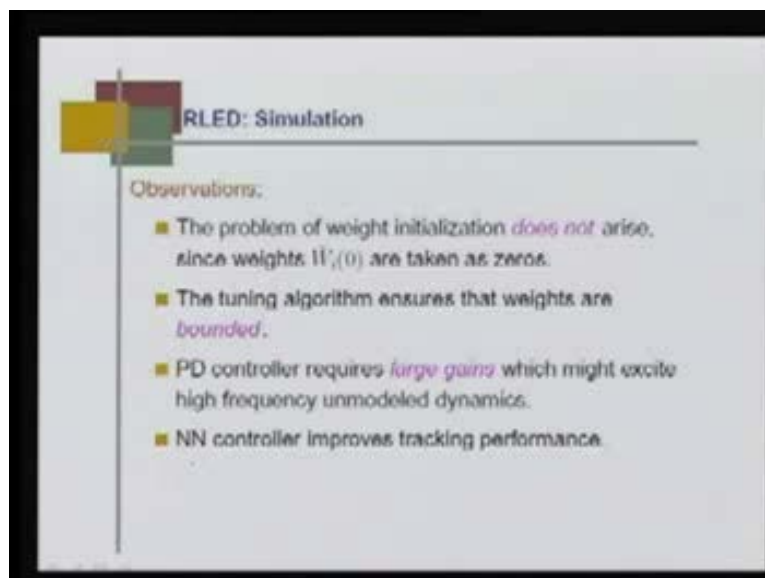 RLED: Simulation
Observations:
The problem of weight initialization does not arise,
since weights Ŵᵢ(0) are taken as zeros.
The tuning algorithm ensures that weights are
bounded.
PD controller requires large gains which might excite
high frequency unmodeled dynamics.
NN controller improves tracking performance.